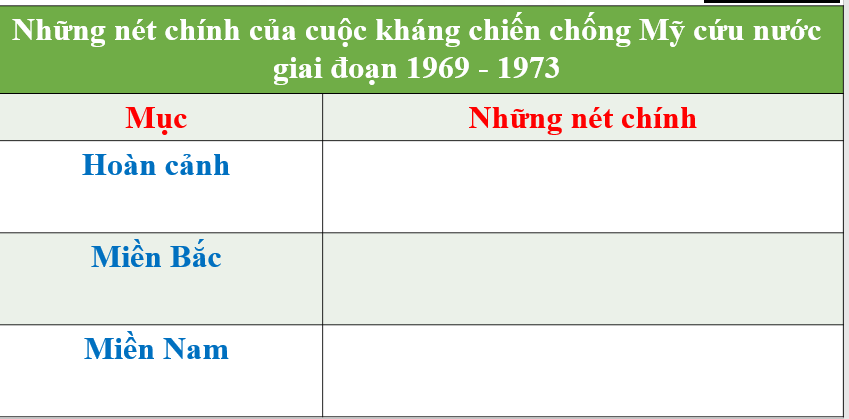 Những nét chính của cuộc kháng chiến chống Mỹ cứu nước
giai đoạn 1969 - 1973
Mục
Những nét chính
Hoàn cảnh
Miền Bắc
Miền Nam